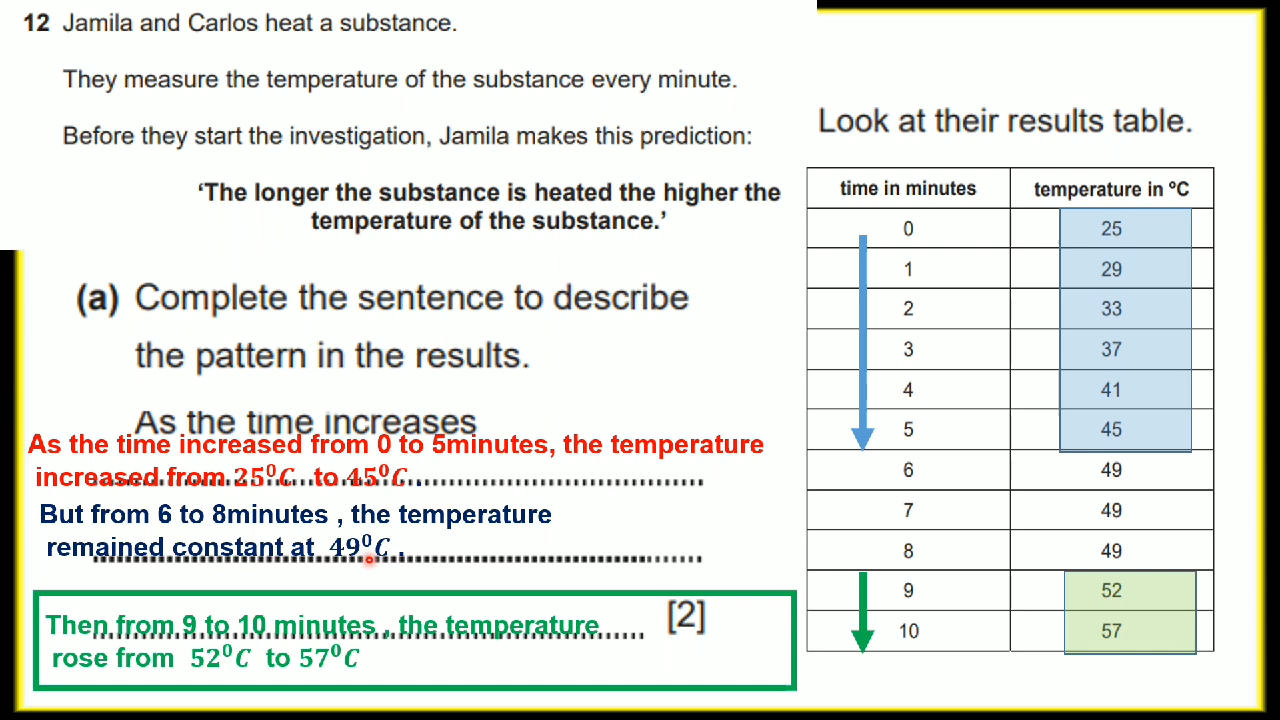 12 Jamila and Carlos heat a substance.
They measure the temperature of the substance every minute.
Before they start the investigation, Jamila makes this prediction:
‘The longer the substance is heated the higher the
temperature of the substance.’
(a) Complete the sentence to describe
the pattern in the results.
As the time increases
As the time increased from 0 to 5minutes, the temperature
increased from 25⁰C to 45⁰C .
But from 6 to 8minutes , the temperature
remained constant at 49⁰C .
[2]
Then from 9 to 10 minutes , the temperature
rose from 52⁰C to 57⁰C
Look at their results table.
time in minutes temperature in ºC
0 25
1 29
2 33
3 37
4 41
5 45
6 49
7 49
8 49
9 52
10 57